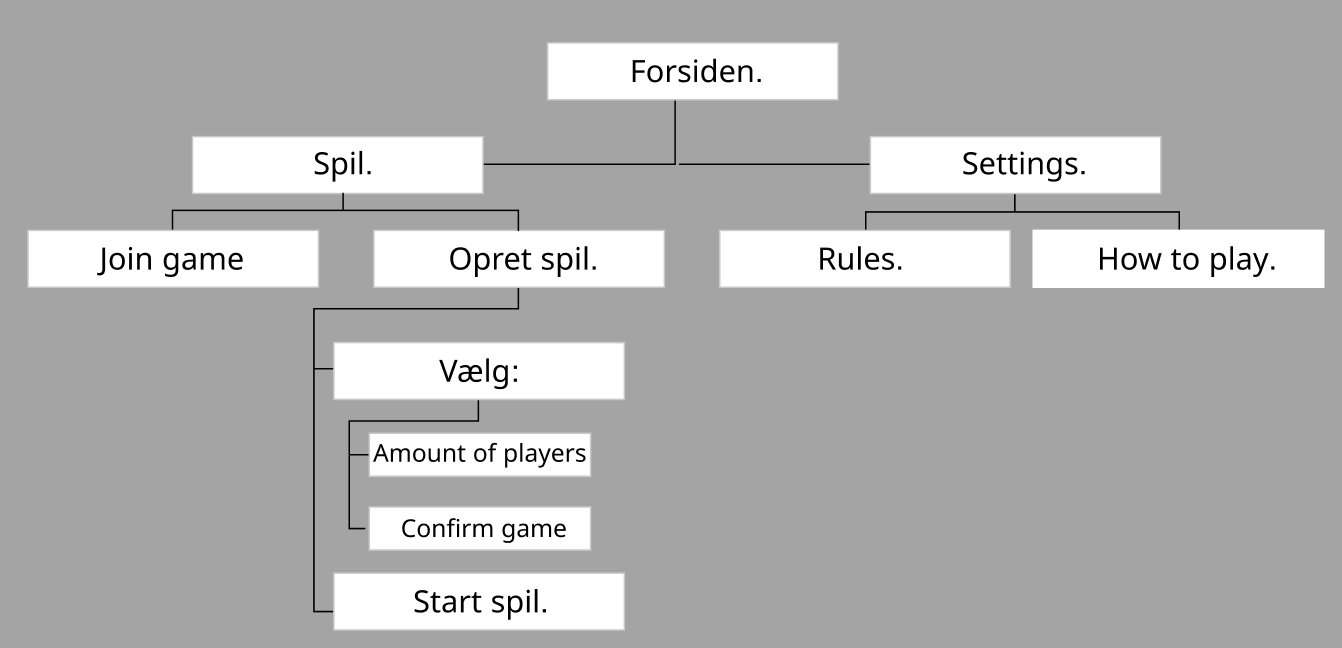 Forsiden.
Spil.
Settings.
Join game
Opret spil.
Rules.
How to play.
Vælg:
Amount of players
Confirm game
Start spil.